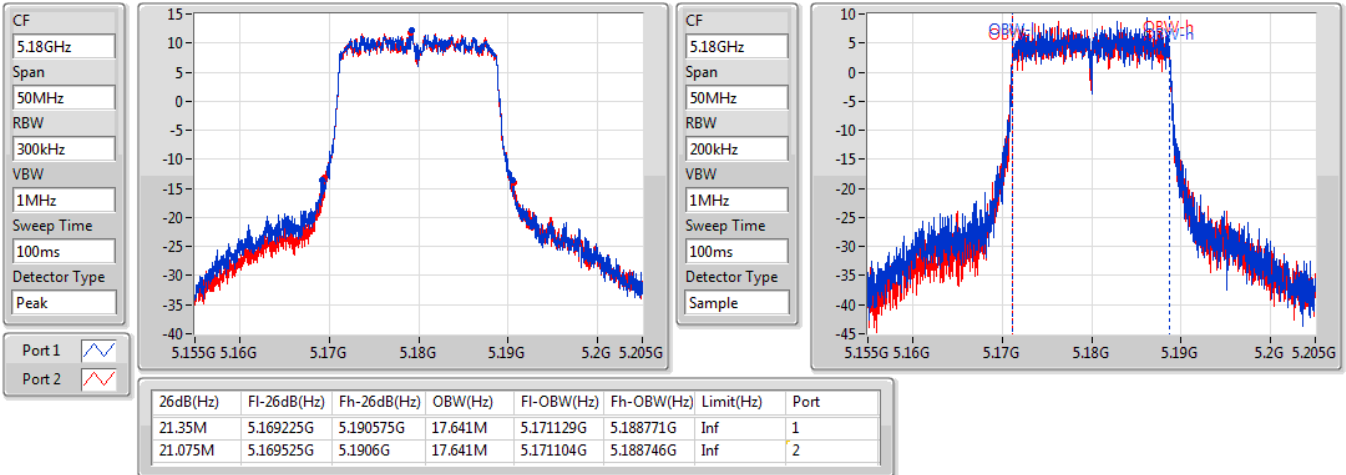 CF
5.18GHz
Span
50MHz
RBW
300kHz
VBW
1MHz
Sweep Time
100ms
Detector Type
Peak
Port 1
Port 2
15
10
5
0
-5
-10
-15
-20
-25
-30
-35
-40
5.155G 5.16G 5.17G 5.18G 5.19G 5.2G 5.205G
CF
5.18GHz
Span
50MHz
RBW
200kHz
VBW
1MHz
Sweep Time
100ms
Detector Type
Sample
10
5
0
-5
-10
-15
-20
-25
-30
-35
-40
-45
OBW-l OBW-h
OBW-l OBW-h
5.155G 5.16G 5.17G 5.18G 5.19G 5.2G 5.205G
26dB(Hz) Fl-26dB(Hz) Fh-26dB(Hz) OBW(Hz) Fl-OBW(Hz) Fh-OBW(Hz) Limit(Hz) Port
21.35M 5.169225G 5.190575G 17.641M 5.171129G 5.188771G Inf 1
21.075M 5.169525G 5.1906G 17.641M 5.171104G 5.188746G Inf 2